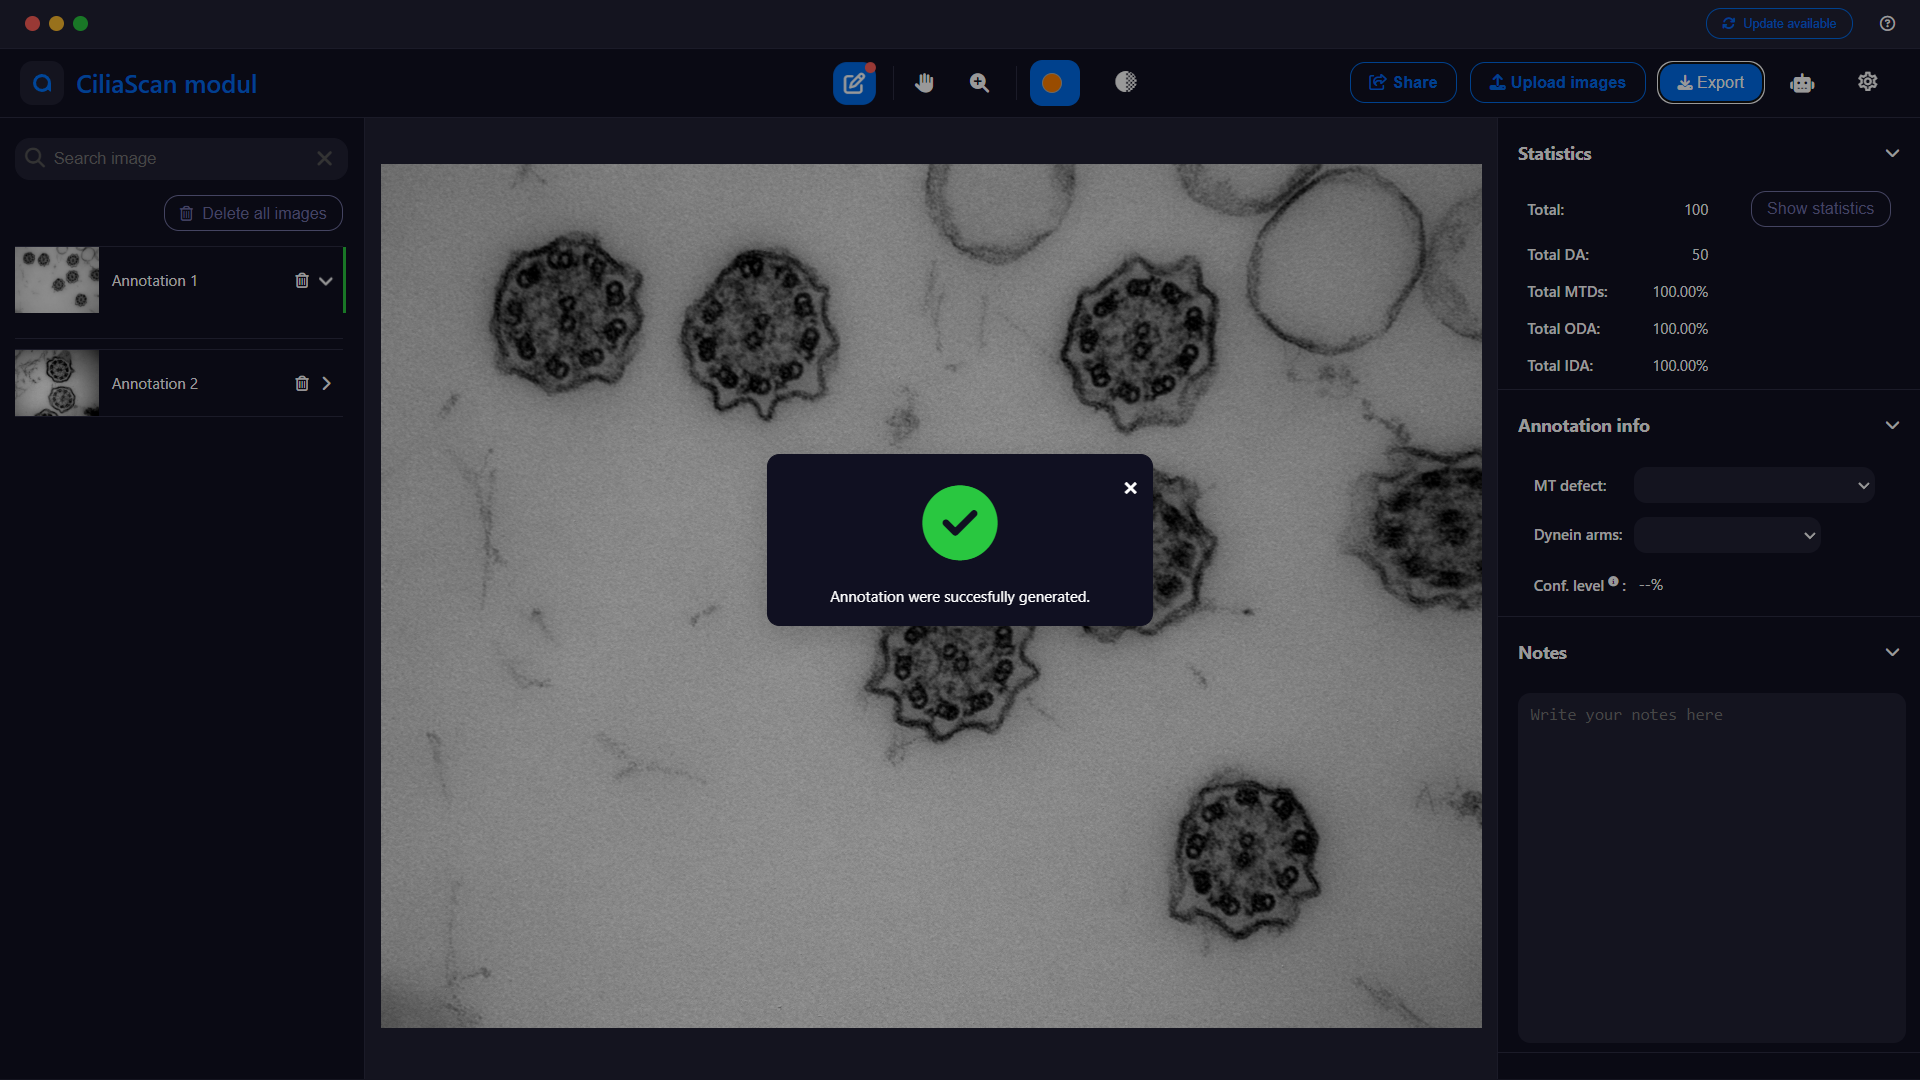 Update available
CiliaScan modul
Share
Upload images
Export
Search image
Delete all images
Annotation 1
Annotation 2
Annotation were succesfully generated.
Statistics
Total: 100 Show statistics
Total DA: 50
Total MTDs: 100.00%
Total ODA: 100.00%
Total IDA: 100.00%
Annotation info
MT defect:
Dynein arms:
Conf. level : --%
Notes
Write your notes here